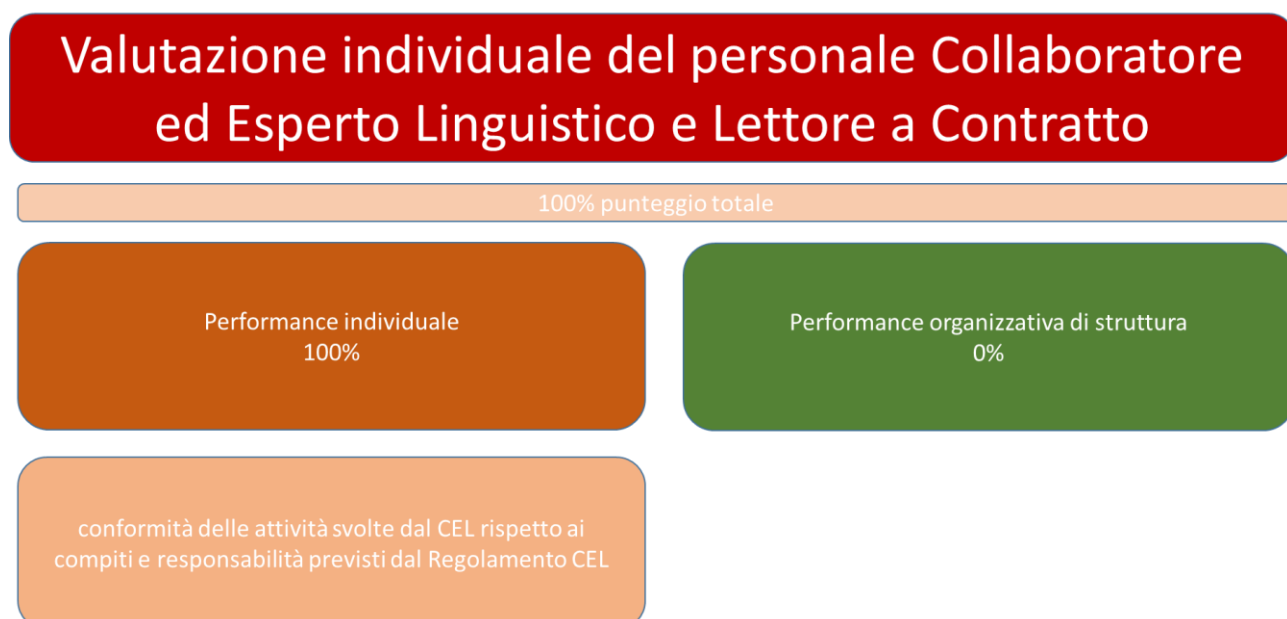 Valutazione individuale del personale Collaboratore
ed Esperto Linguistico e Lettore a Contratto
100% punteggio totale
Performance individuale
100%
Performance organizzativa di struttura
0%
conformità delle attività svolte dal CEL rispetto ai
compiti e responsabilità previsti dal Regolamento CEL